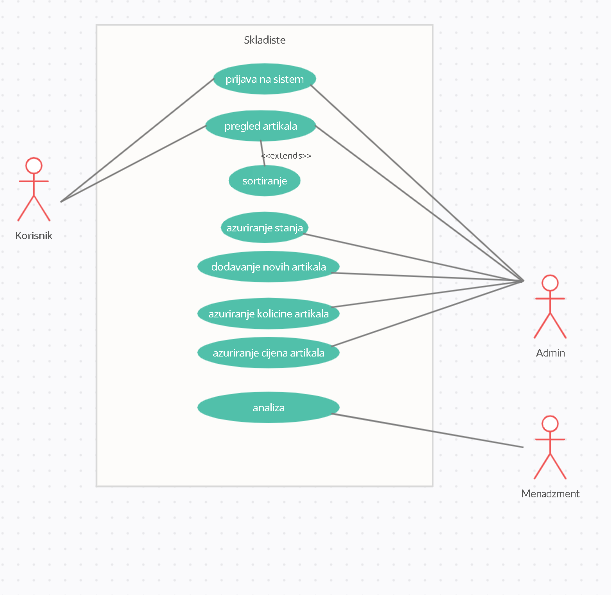 Skladiste
prijava na sistem
pregled artikala
<<extends>>
sortiranje
Korisnik
azuriranje stanja
dodavanje novih artikala
azuriranje kolicine artikala
azuriranje cijena artikala
Admin
analiza
Menadzment